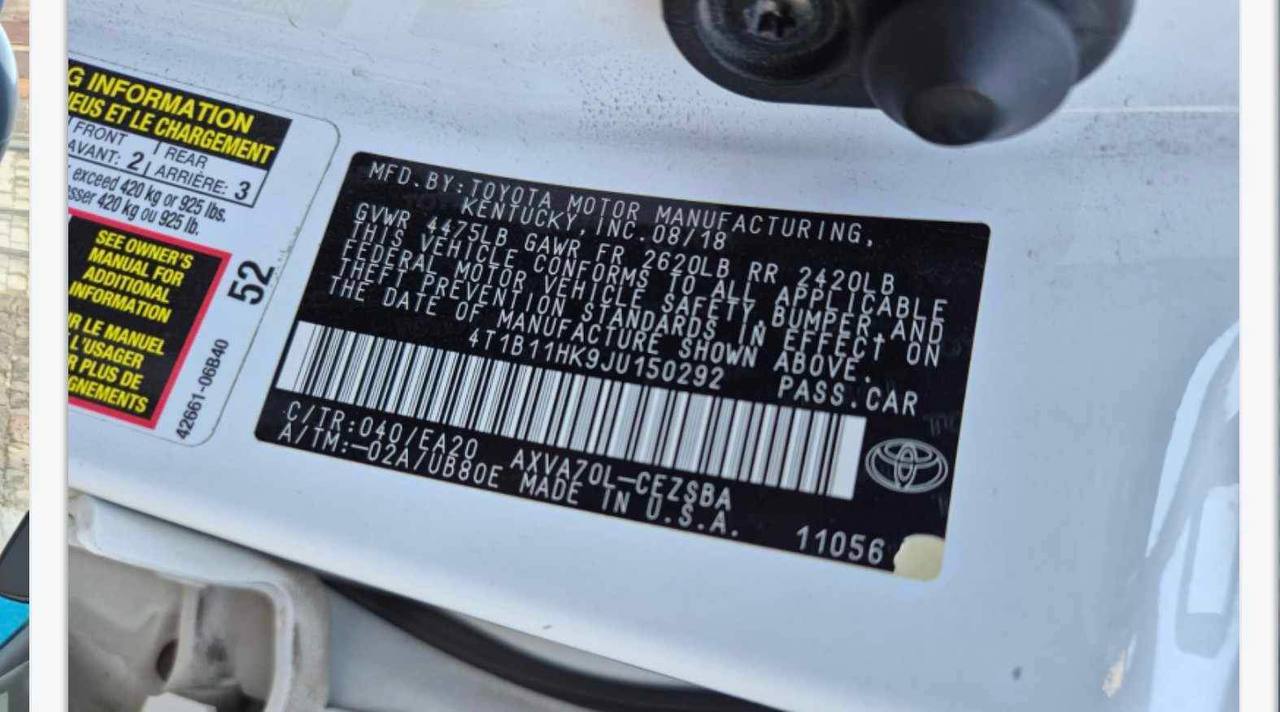 G INFORMATION
NEUS ET LE CHARGEMENT
FRONT REAR
AVANT: 2 ARRIÈRE: 3
exceed 420 kg or 925 lbs.
420 kg ou 925 lb.
SEE OWNER'S
MANUAL FOR
ADDITIONAL
INFORMATION
R LE MANUEL
L'USAGER
R PLUS DE
GNEMENTS
52
42661-06B40
MFD.BY:TOYOTA MOTOR MANUFACTURING,
KENTUCKY,INC.08/18
GVWR 4475LB GAWR FR 2620LB RR 2420LB
THIS VEHICLE CONFORMS TO ALL APPLICABLE
FEDERAL MOTOR VEHICLE SAFETY,BUMPER,AND
THEFT PREVENTION STANDARDS IN EFFECT ON
THE DATE OF MANUFACTURE SHOWN ABOVE.
4T1B11HK9JU150292 PASS.CAR
C/TR:040/EA20 AXVA70L-CEZSBA
A/TM:-02A/UB80E MADE IN U.S.A.
11056